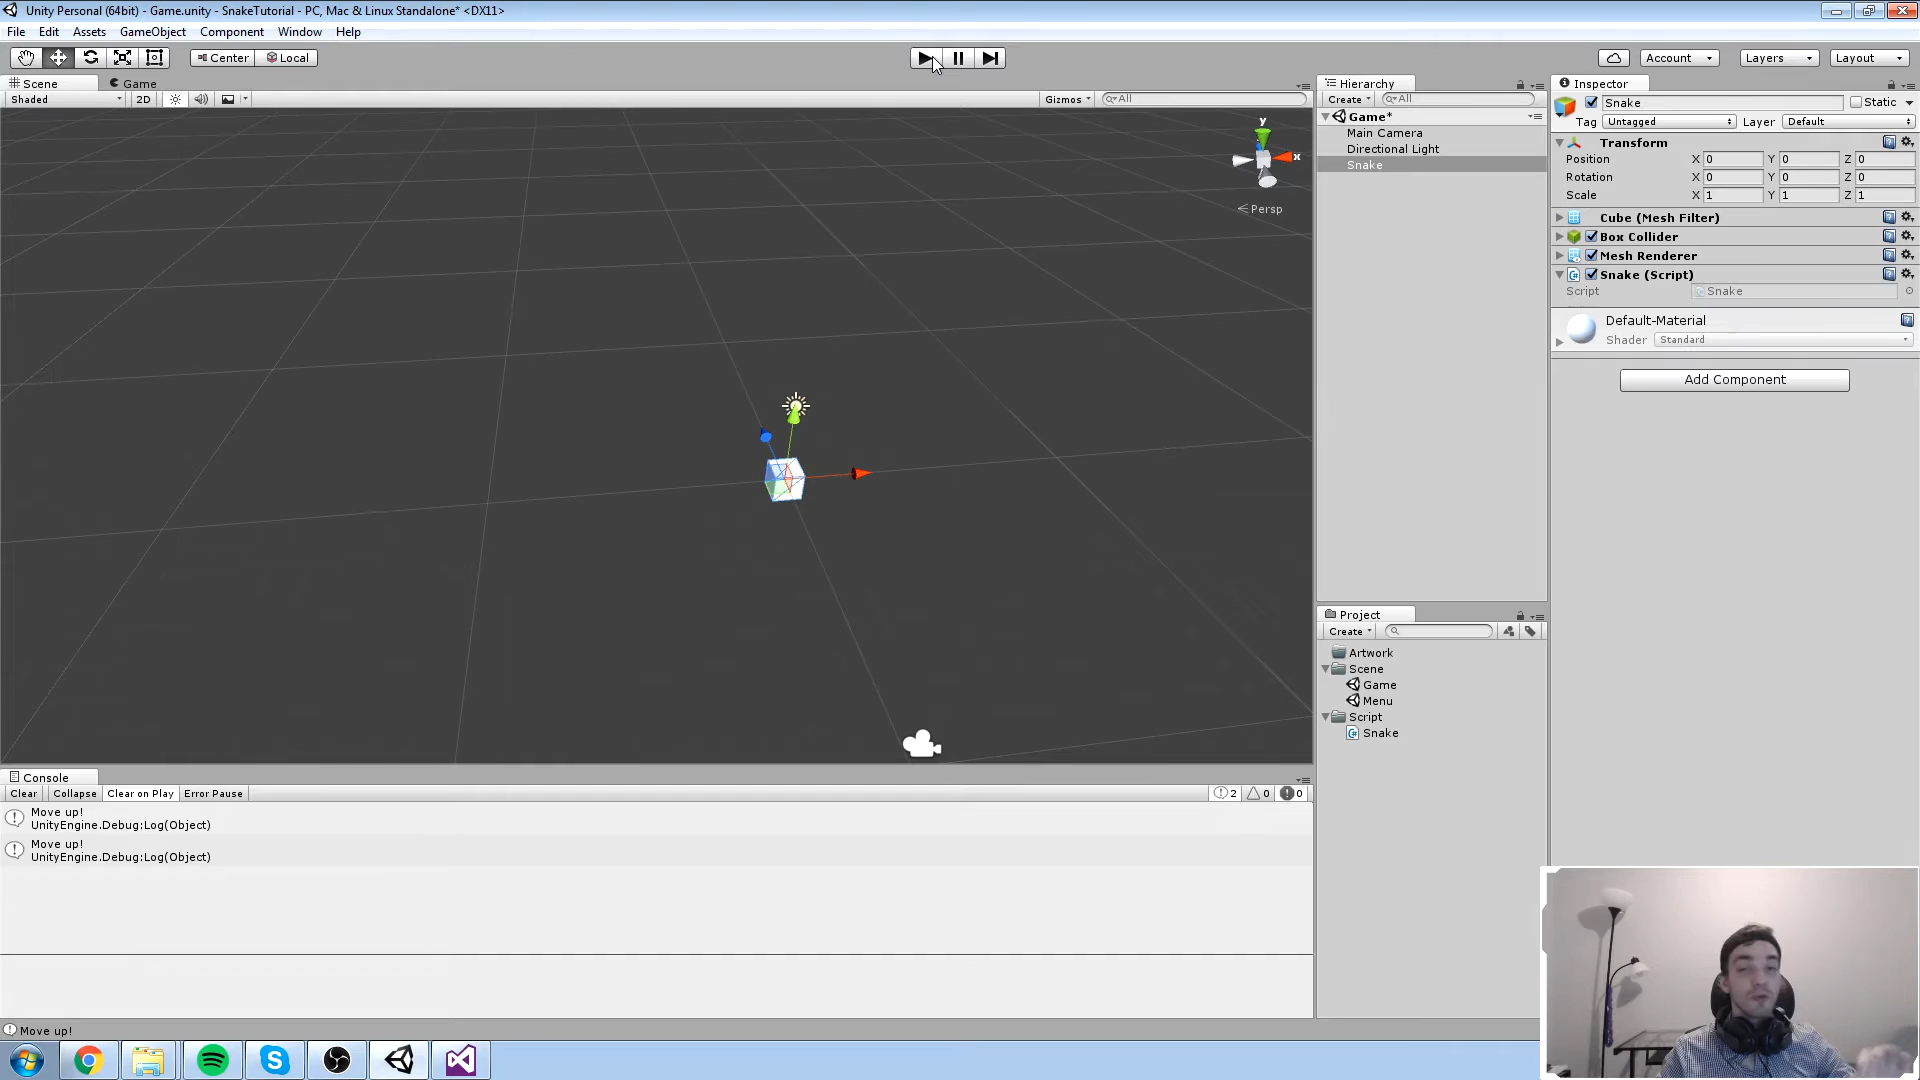 Unity Personal (64bit) - Game.unity - SnakeTutorial - PC, Mac & Linux Standalone* <DX11>
File Edit Assets GameObject Component Window Help
Center Local
Account Layers Layout
Scene Game
Shaded 2D Gizmos All
y
x
Persp
Hierarchy
Create All
Game*
Main Camera
Directional Light
Snake
Inspector
Snake Static
Tag Untagged Layer Default
Transform
Position X 0 Y 0 Z 0
Rotation X 0 Y 0 Z 0
Scale X 1 Y 1 Z 1
Cube (Mesh Filter)
Box Collider
Mesh Renderer
Snake (Script)
Script Snake
Default-Material
Shader Standard
Add Component
Project
Create
Artwork
Scene
Game
Menu
Script
Snake
Console
Clear Collapse Clear on Play Error Pause 2 0 0
Move up!
UnityEngine.Debug:Log(Object)
Move up!
UnityEngine.Debug:Log(Object)
Move up!